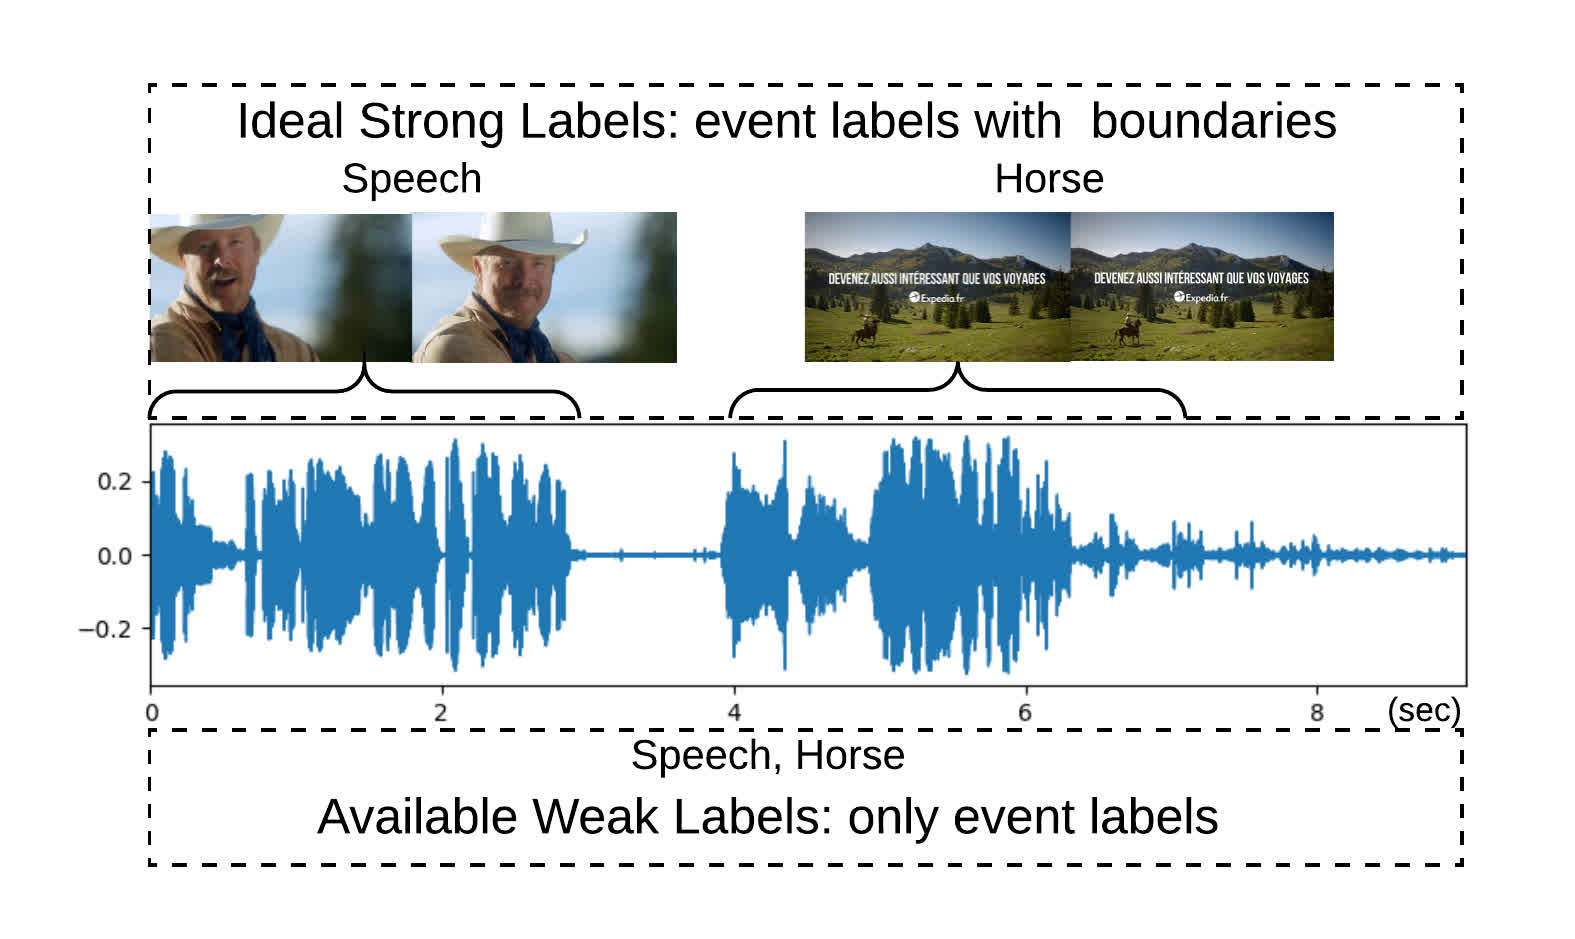 Ideal Strong Labels: event labels with  boundaries
Speech
Horse
DEVENEZ AUSSI INTÉRESSANT QUE VOS VOYAGES
Expedia.fr
DEVENEZ AUSSI INTÉRESSANT QUE VOS VOYAGES
Expedia.fr
0.2
0.0
−0.2
0 2 4 6 8 (sec)
Speech, Horse
Available Weak Labels: only event labels